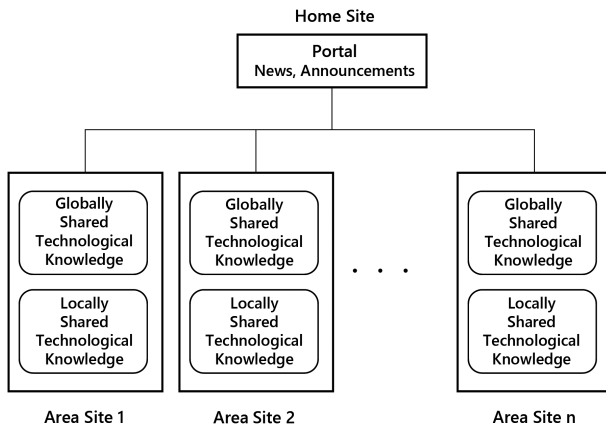 Home Site
Portal
News, Announcements
Globally
Shared
Technological
Knowledge
Locally
Shared
Technological
Knowledge
Area Site 1
Globally
Shared
Technological
Knowledge
Locally
Shared
Technological
Knowledge
Area Site 2
. . .
Globally
Shared
Technological
Knowledge
Locally
Shared
Technological
Knowledge
Area Site n